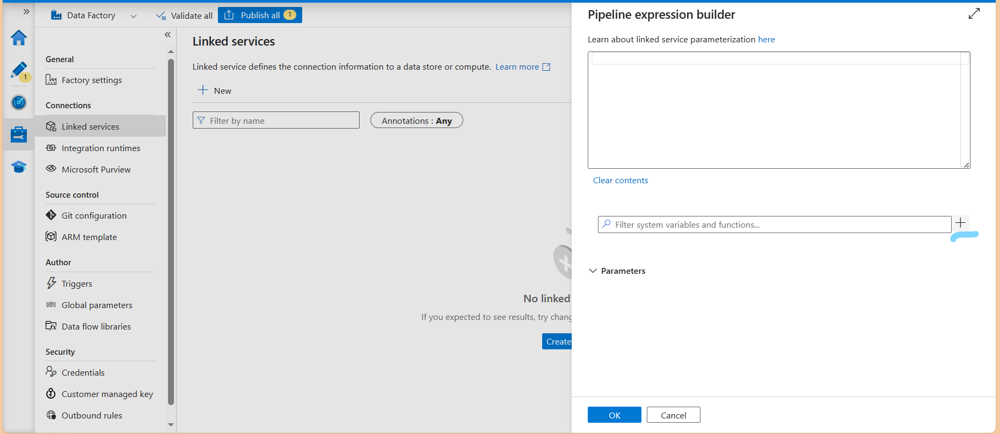 Data Factory
Validate all
Publish all 1
1
General
Factory settings
Connections
Linked services
Integration runtimes
Microsoft Purview
Source control
Git configuration
ARM template
Author
Triggers
Global parameters
Data flow libraries
Security
Credentials
Customer managed key
Outbound rules
Linked services
Linked service defines the connection information to a data store or compute. Learn more
New
Filter by name
Annotations : Any
No linked
If you expected to see results, try chang
Create
Pipeline expression builder
Learn about linked service parameterization here
Clear contents
Filter system variables and functions...
Parameters
OK
Cancel